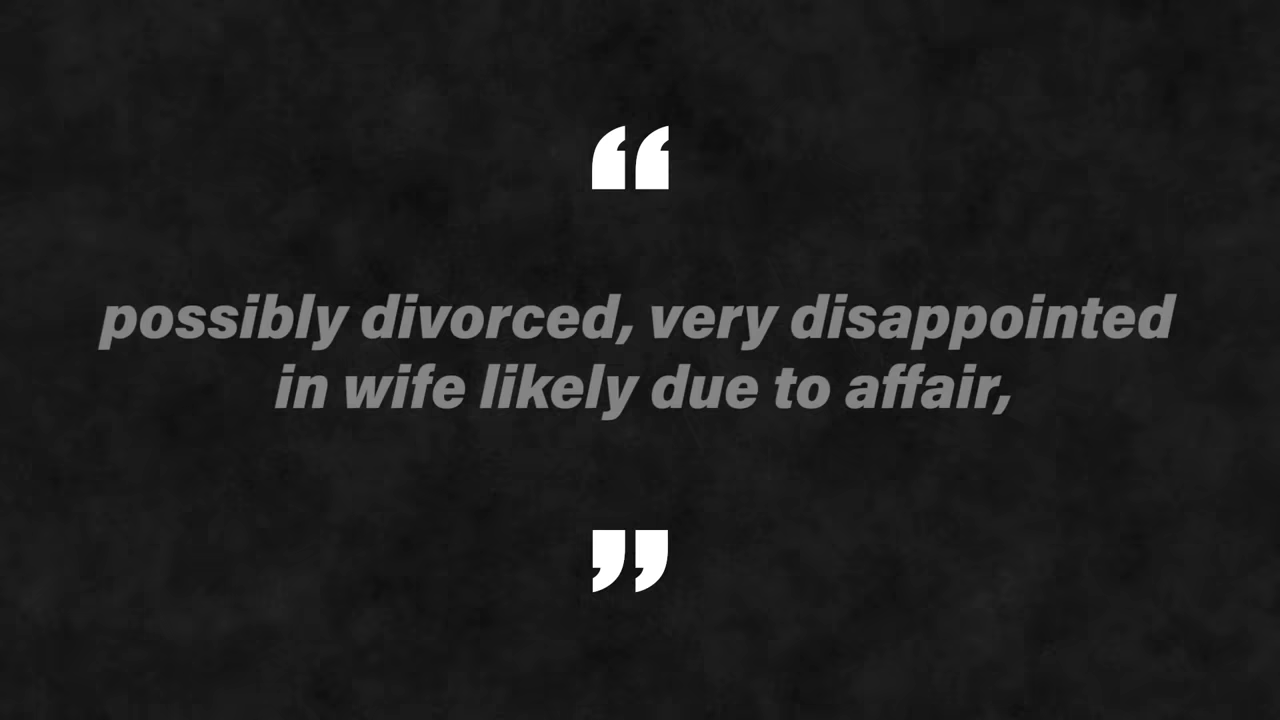 “
possibly divorced, very disappointed
in wife likely due to affair,
”